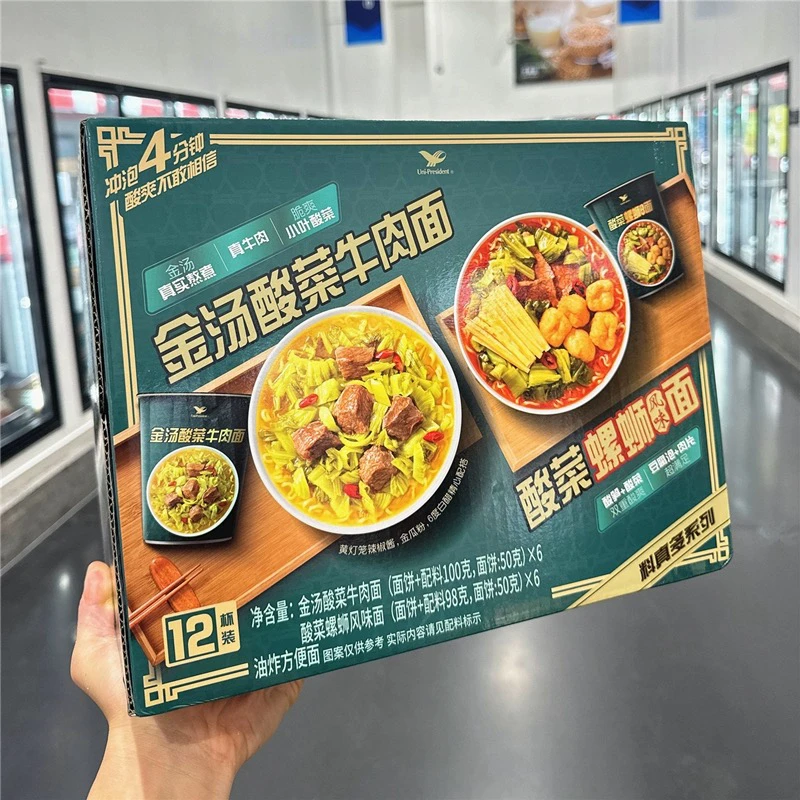 冲泡4分钟
酸爽不敢相信
Uni-President
金汤
真实熬煮
真牛肉
脆爽
小叶酸菜
金汤酸菜牛肉面
酸菜螺蛳风味面
金汤酸菜牛肉面
黄灯笼辣椒酱,金瓜粉,6度白醋精心配搭
酸菜螺蛳风味面
酸笋+酸菜
双重酸爽
白豆泡+肉片
超满足
料真多系列
12杯装
净含量:金汤酸菜牛肉面(面饼+配料100克,面饼:50克)×6
酸菜螺蛳风味面(面饼+配料98克,面饼:50克)×6
油炸方便面 图案仅供参考 实际内容请见配料标示